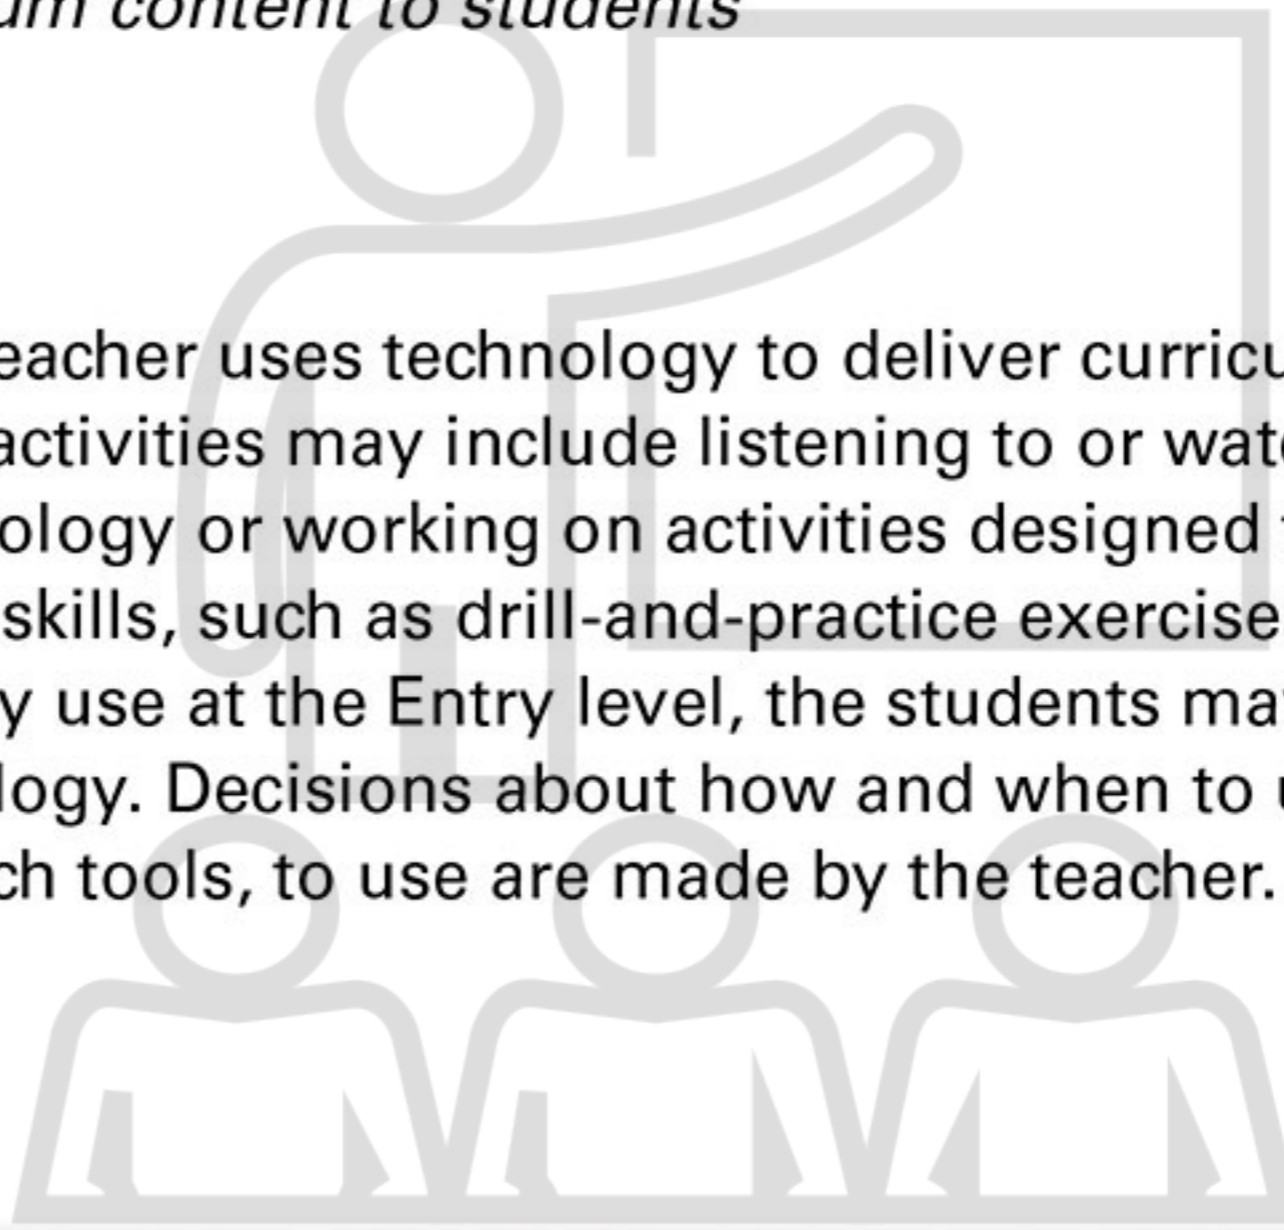 um content to students
eacher uses technology to deliver curricu
activities may include listening to or wat
ology or working on activities designed
skills, such as drill-and-practice exercise
y use at the Entry level, the students ma
logy. Decisions about how and when to u
ch tools, to use are made by the teacher.